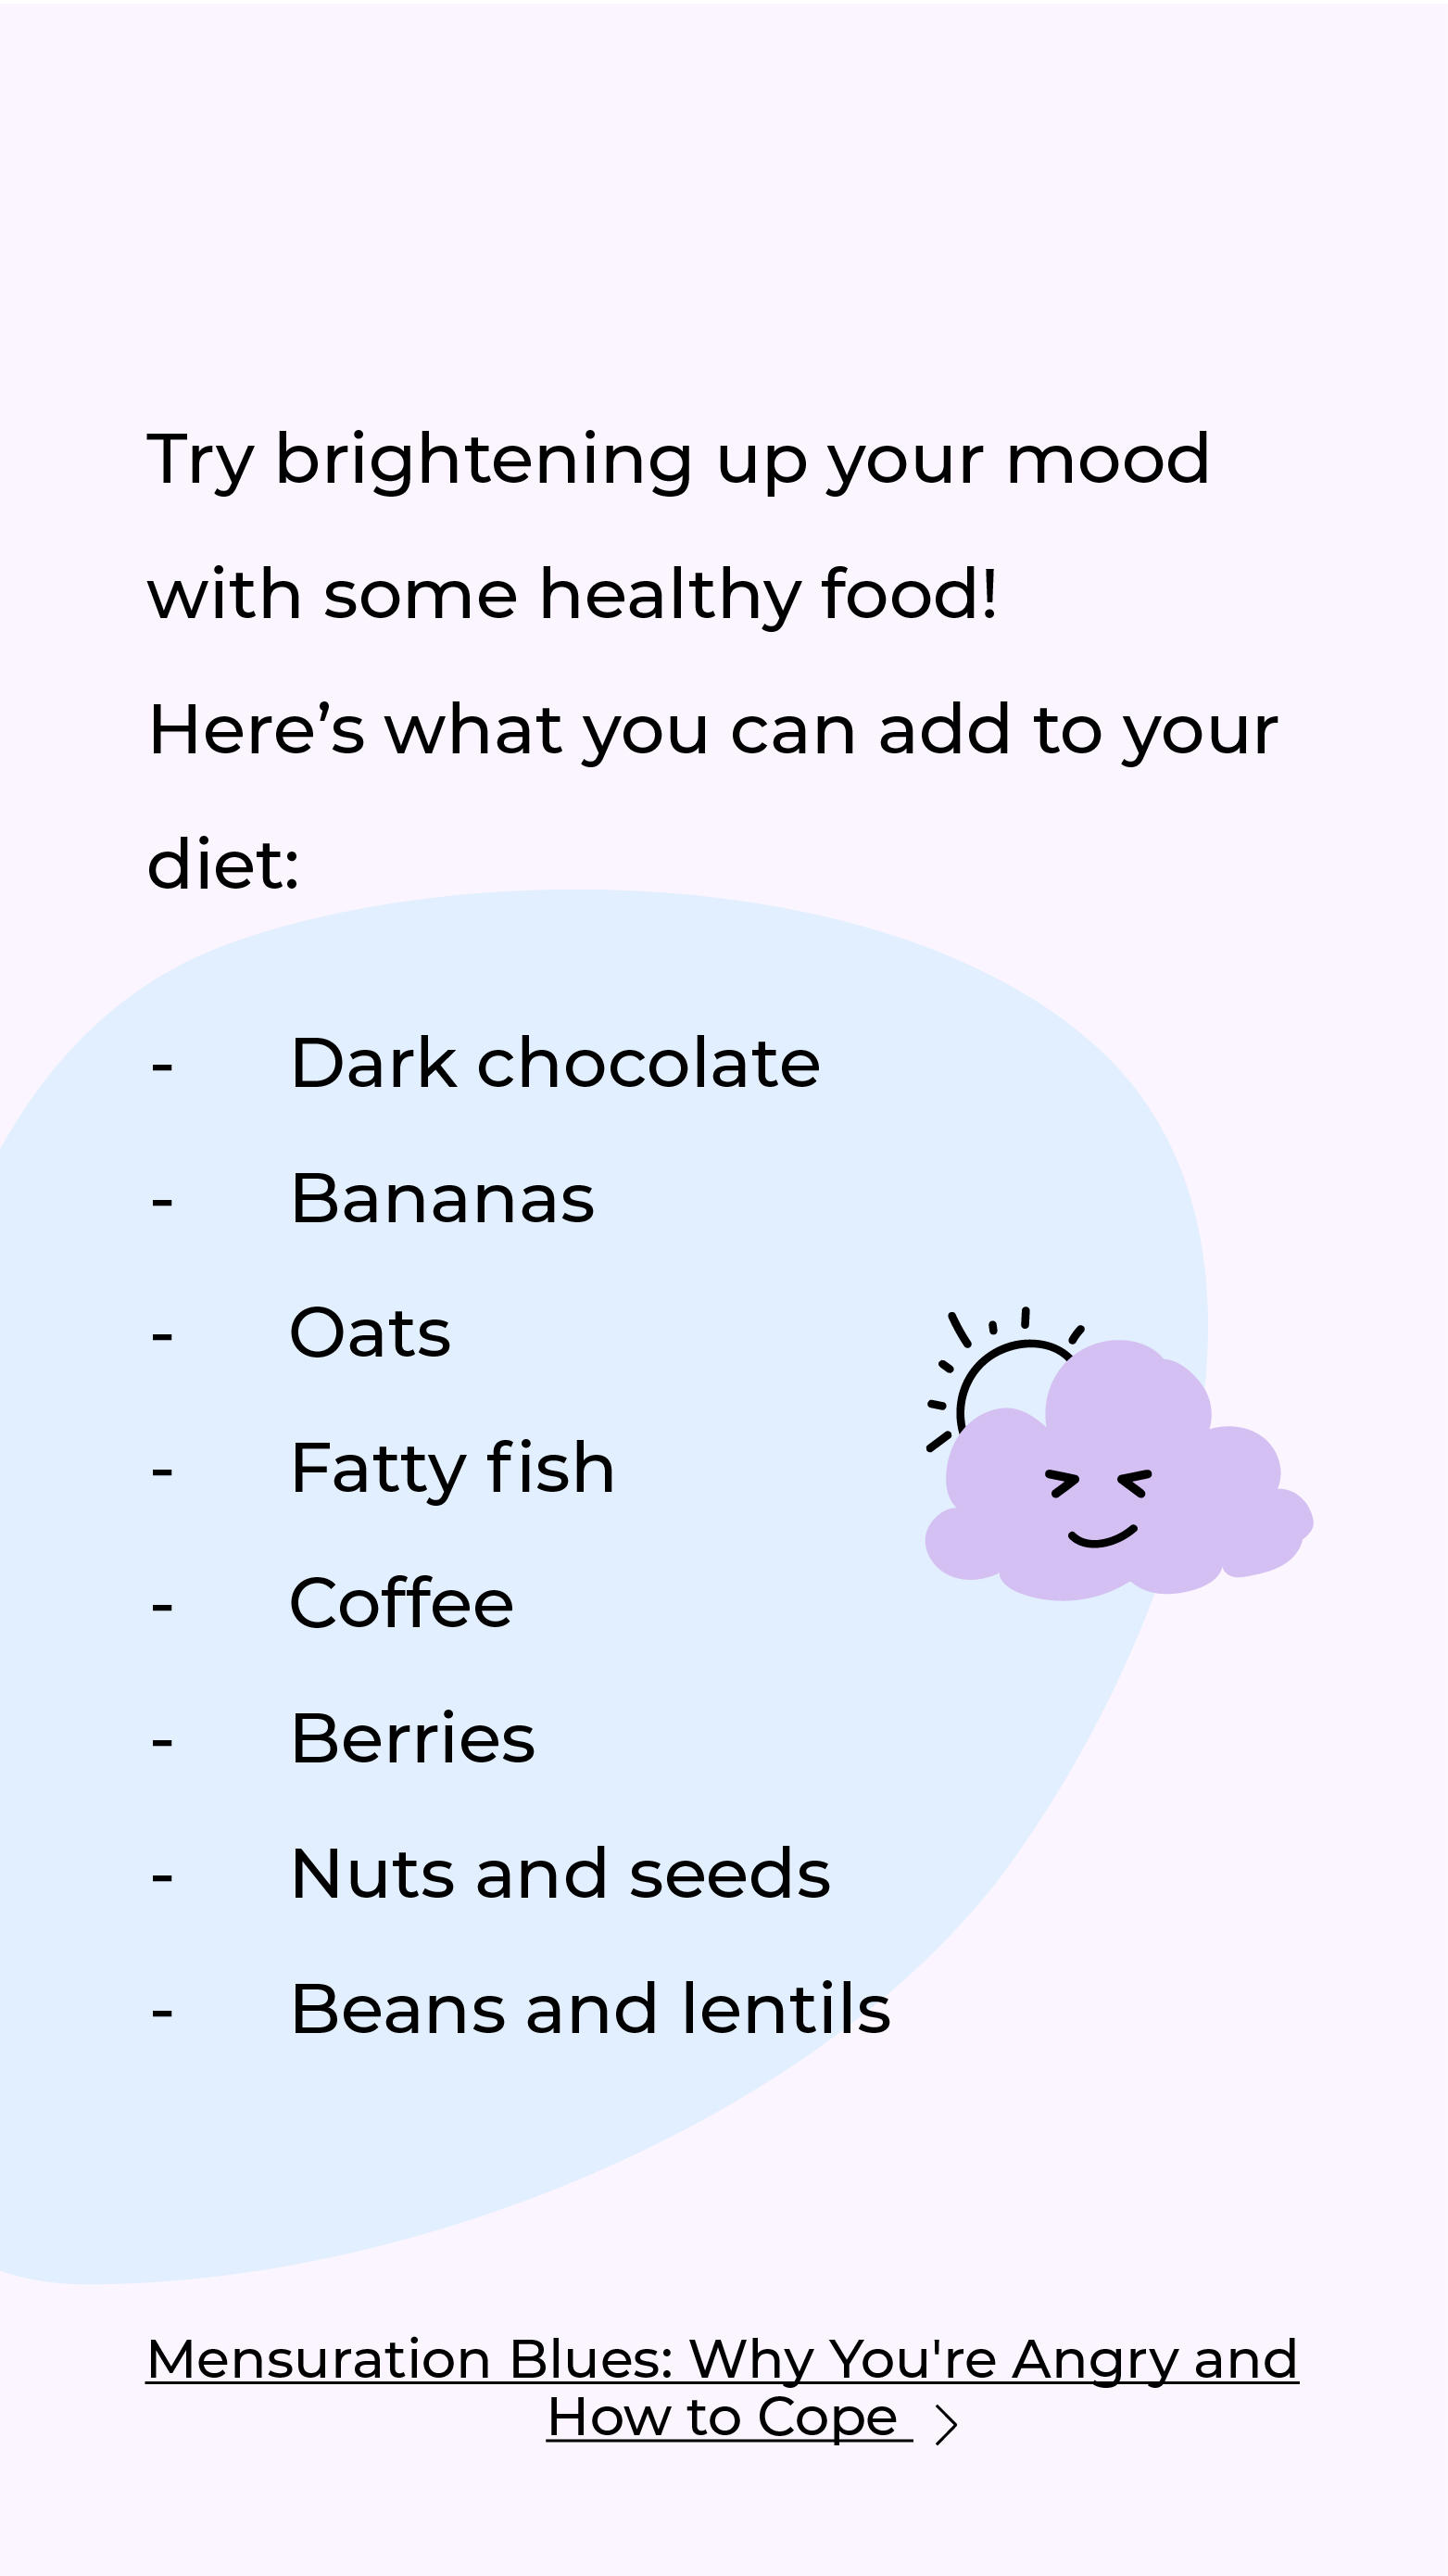 Try brightening up your mood
with some healthy food!
Here’s what you can add to your
diet:
- Dark chocolate
- Bananas
- Oats
- Fatty fish
- Coffee
- Berries
- Nuts and seeds
- Beans and lentils
Mensuration Blues: Why You're Angry and
How to Cope